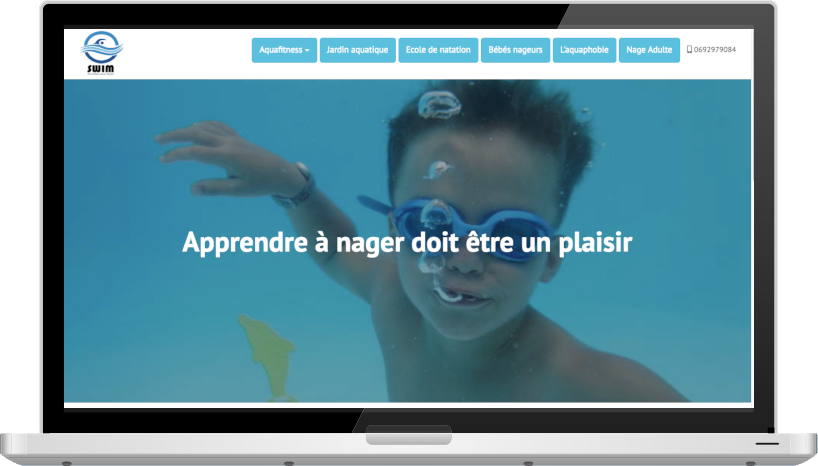 SWIM
Aquafitness
Jardin aquatique
Ecole de natation
Bébés nageurs
L'aquaphobie
Nage Adulte
0692979084
Apprendre à nager doit être un plaisir